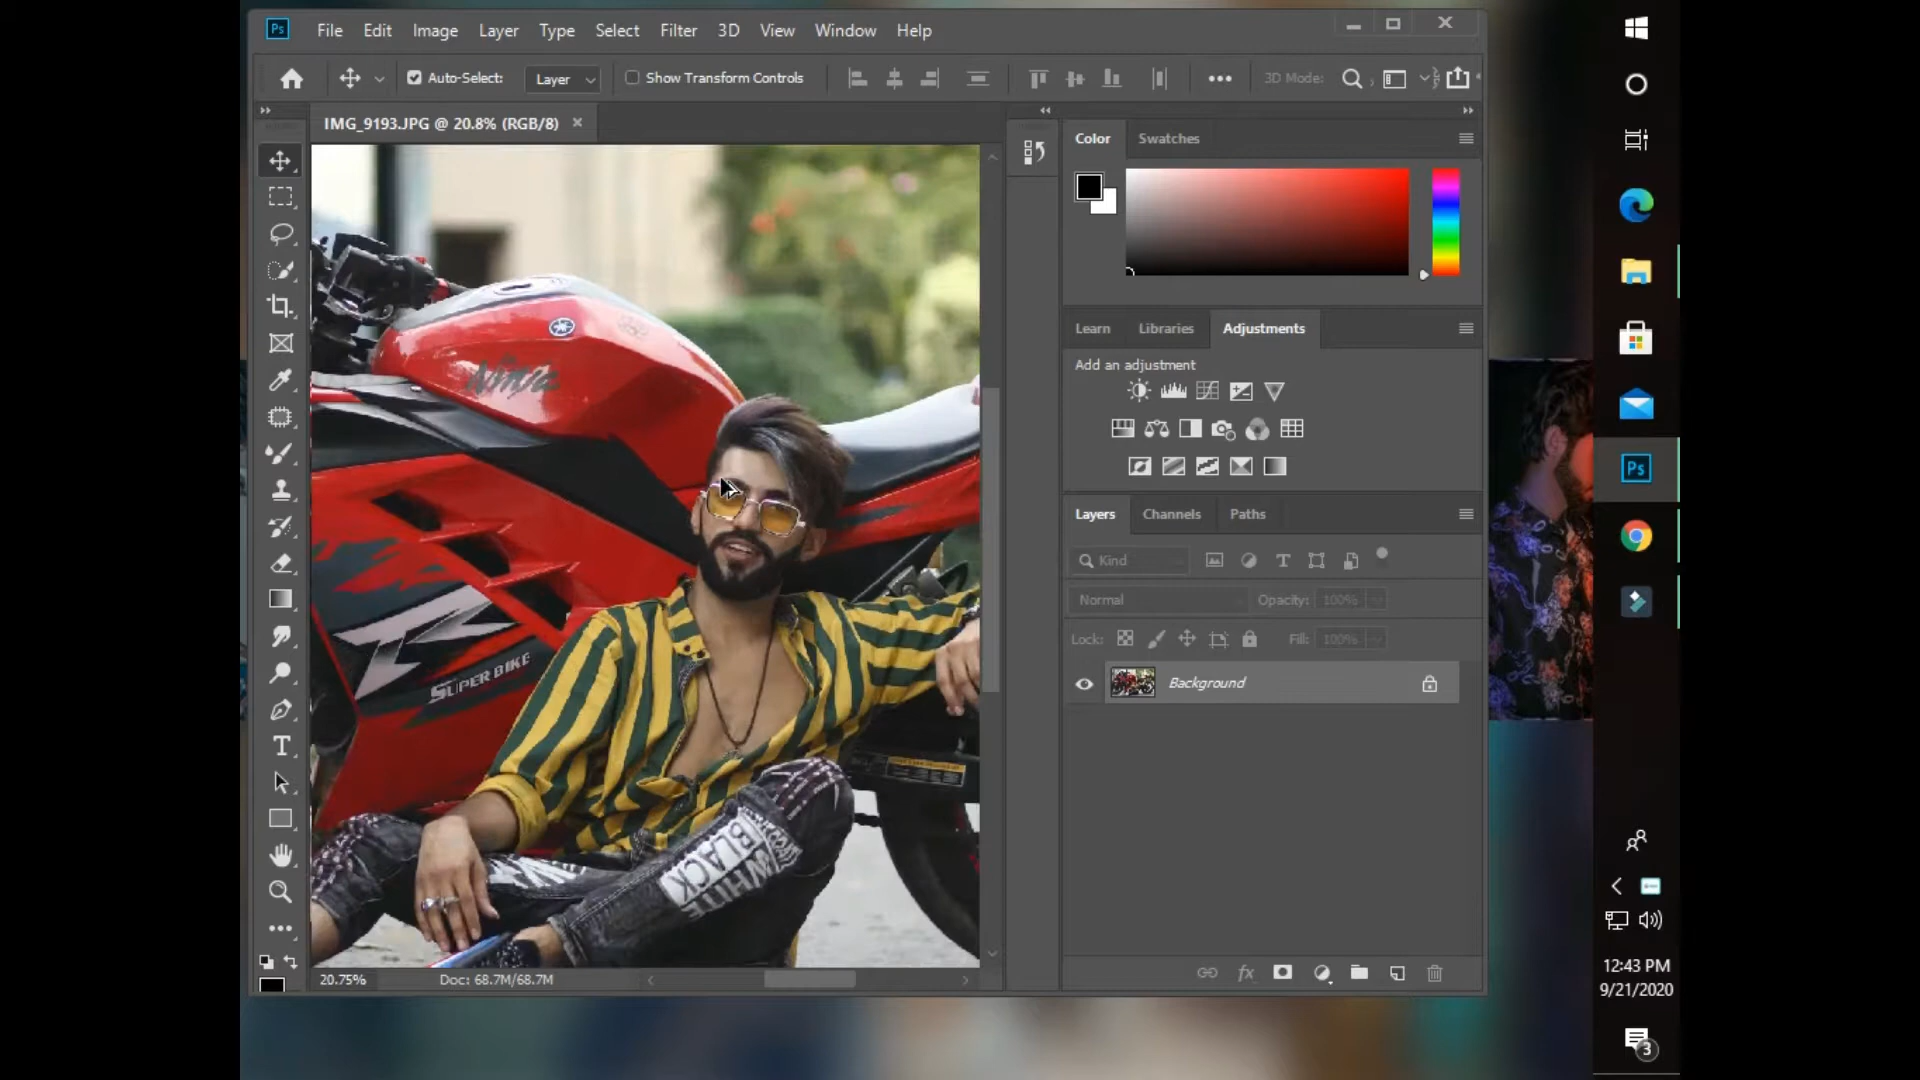 Ps File Edit Image Layer Type Select Filter 3D View Window Help
Auto-Select: Layer Show Transform Controls 3D Mode:
IMG_9193.JPG @ 20.8% (RGB/8)
Color Swatches
Ninja
Learn Libraries Adjustments
Add an adjustment
Ps
Layers Channels Paths
Kind
Normal Opacity: 100%
Lock: Fill: 100%
SUPER BIKE
Background
BLACK
WHITE
20.75% Doc: 68.7M/68.7M
12:43 PM
9/21/2020
3